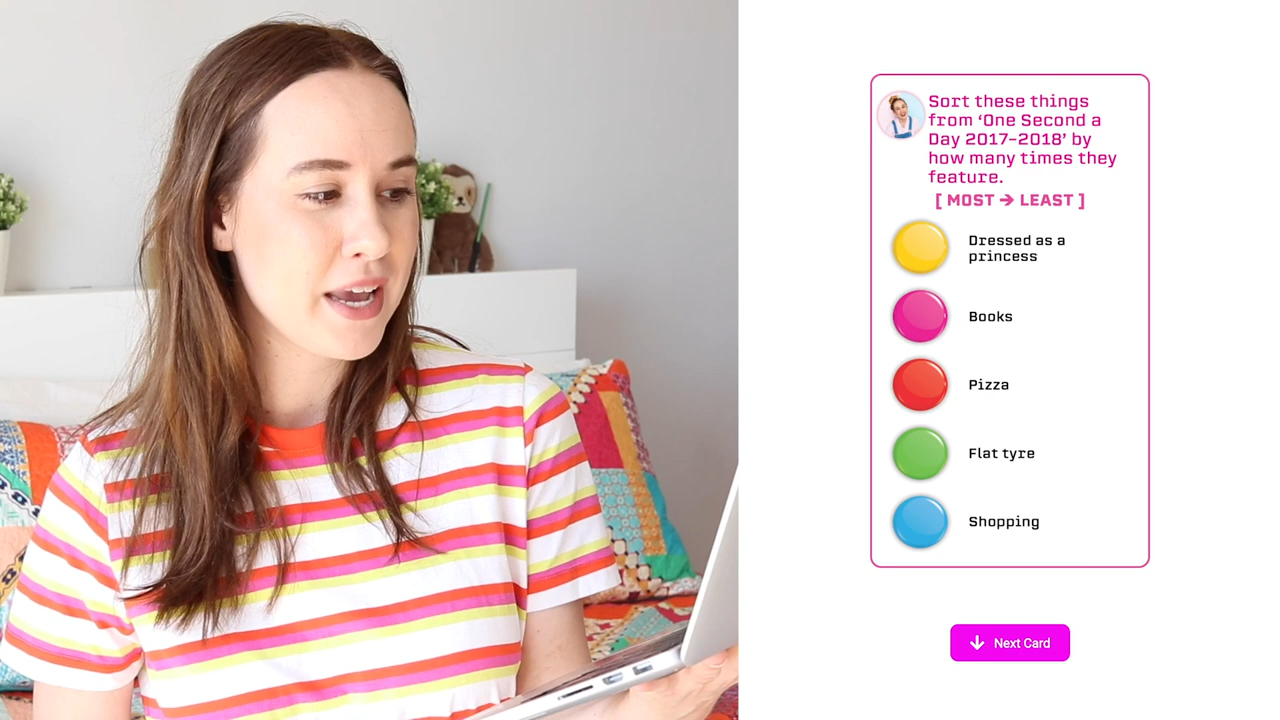 Sort these things
from ‘One Second a
Day 2017–2018’ by
how many times they
feature.
[ MOST → LEAST ]
Dressed as a
princess
Books
Pizza
Flat tyre
Shopping
↓ Next Card